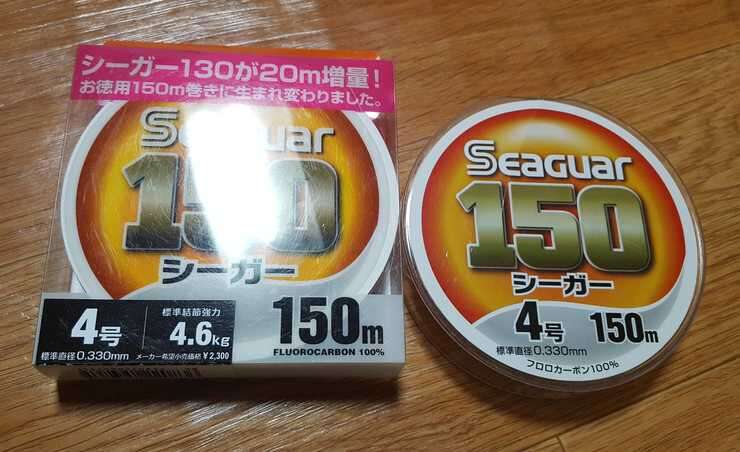 シーガー130が20m増量!
お徳用150m巻きに生まれ変わりました。
Seaguar
150
シーガー
4号
標準直径0.330mm
標準結節強力
4.6kg
メーカー希望小売価格 ¥2,300
150m
FLUOROCARBON 100%
Seaguar
150
シーガー
4号 150m
標準直径0.330mm
フロロカーボン100%